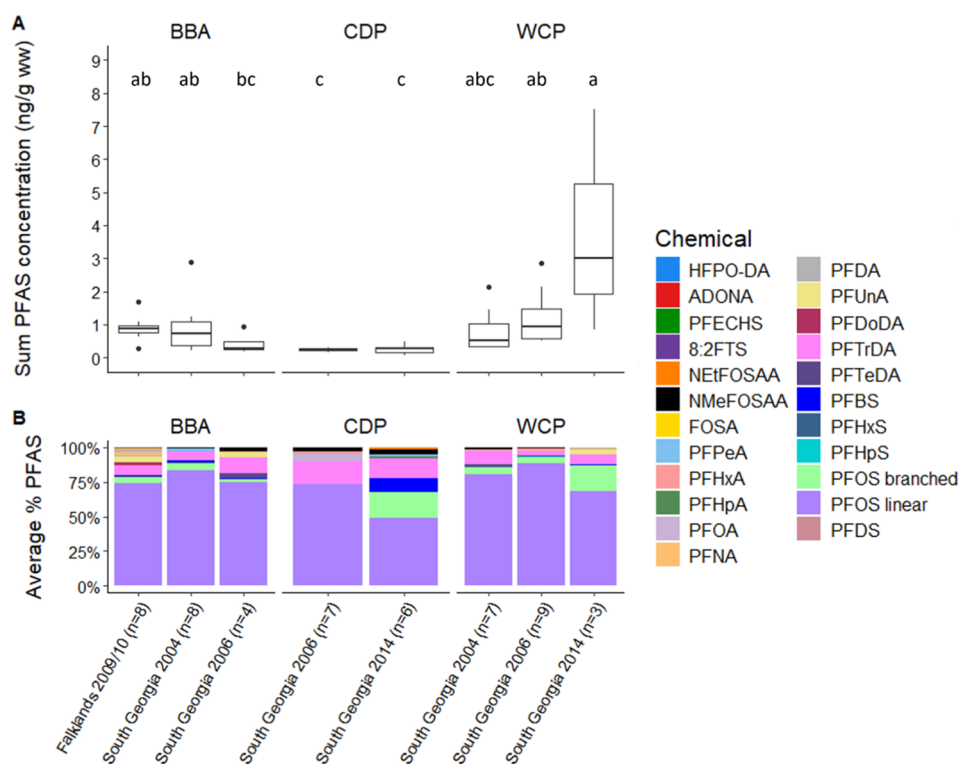 A
BBA CDP WCP
Sum PFAS concentration (ng/g ww)
9
8
7
6
5
4
3
2
1
0
ab ab bc c c abc ab a
B
BBA CDP WCP
Average % PFAS
100%
75%
50%
25%
0%
Falklands 2009/10 (n=8)
South Georgia 2004 (n=8)
South Georgia 2006 (n=4)
South Georgia 2006 (n=7)
South Georgia 2014 (n=6)
South Georgia 2004 (n=7)
South Georgia 2006 (n=9)
South Georgia 2014 (n=3)
Chemical
HFPO-DA
ADONA
PFECHS
8:2FTS
NEtFOSAA
NMeFOSAA
FOSA
PFPeA
PFHxA
PFHpA
PFOA
PFNA
PFDA
PFUnA
PFDoDA
PFTrDA
PFTeDA
PFBS
PFHxS
PFHpS
PFOS branched
PFOS linear
PFDS